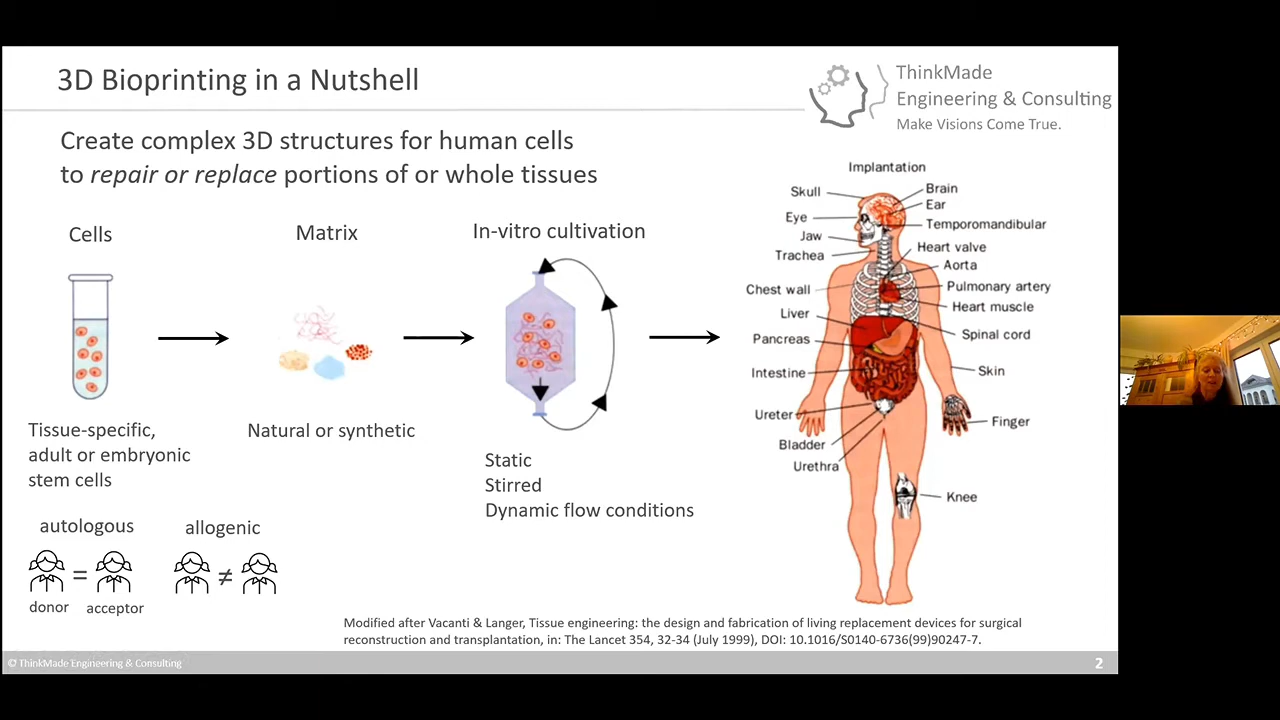 3D Bioprinting in a Nutshell
ThinkMade
Engineering & Consulting
Make Visions Come True.
Create complex 3D structures for human cells
to repair or replace portions of or whole tissues
Cells
Matrix
In-vitro cultivation
Tissue-specific,
adult or embryonic
stem cells
Natural or synthetic
Static
Stirred
Dynamic flow conditions
autologous
allogenic
=
≠
donor
acceptor
Implantation
Skull
Brain
Ear
Eye
Temporomandibular
Jaw
Heart valve
Trachea
Aorta
Chest wall
Pulmonary artery
Heart muscle
Liver
Spinal cord
Pancreas
Intestine
Skin
Ureter
Finger
Bladder
Urethra
Knee
Modified after Vacanti & Langer, Tissue engineering: the design and fabrication of living replacement devices for surgical
reconstruction and transplantation, in: The Lancet 354, 32-34 (July 1999), DOI: 10.1016/S0140-6736(99)90247-7.
© ThinkMade Engineering & Consulting
2